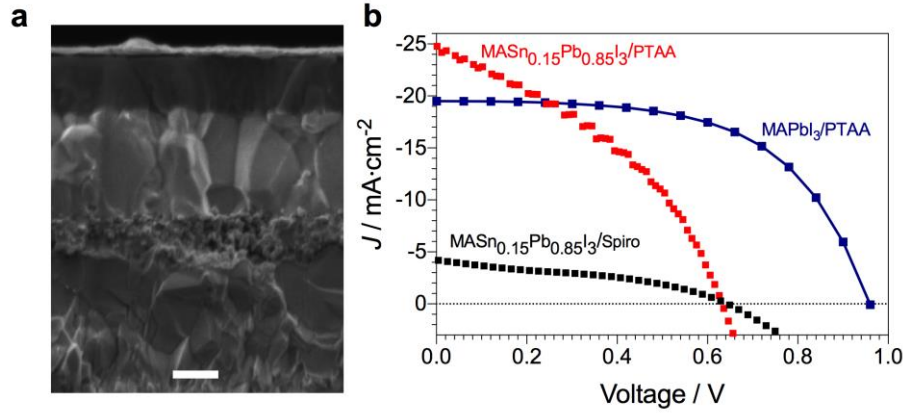 a
b
J / mA·cm-2
-25
-20
-15
-10
-5
0
MASn0.15Pb0.85I3/PTAA
MAPbI3/PTAA
MASn0.15Pb0.85I3/Spiro
0.0 0.2 0.4 0.6 0.8 1.0
Voltage / V